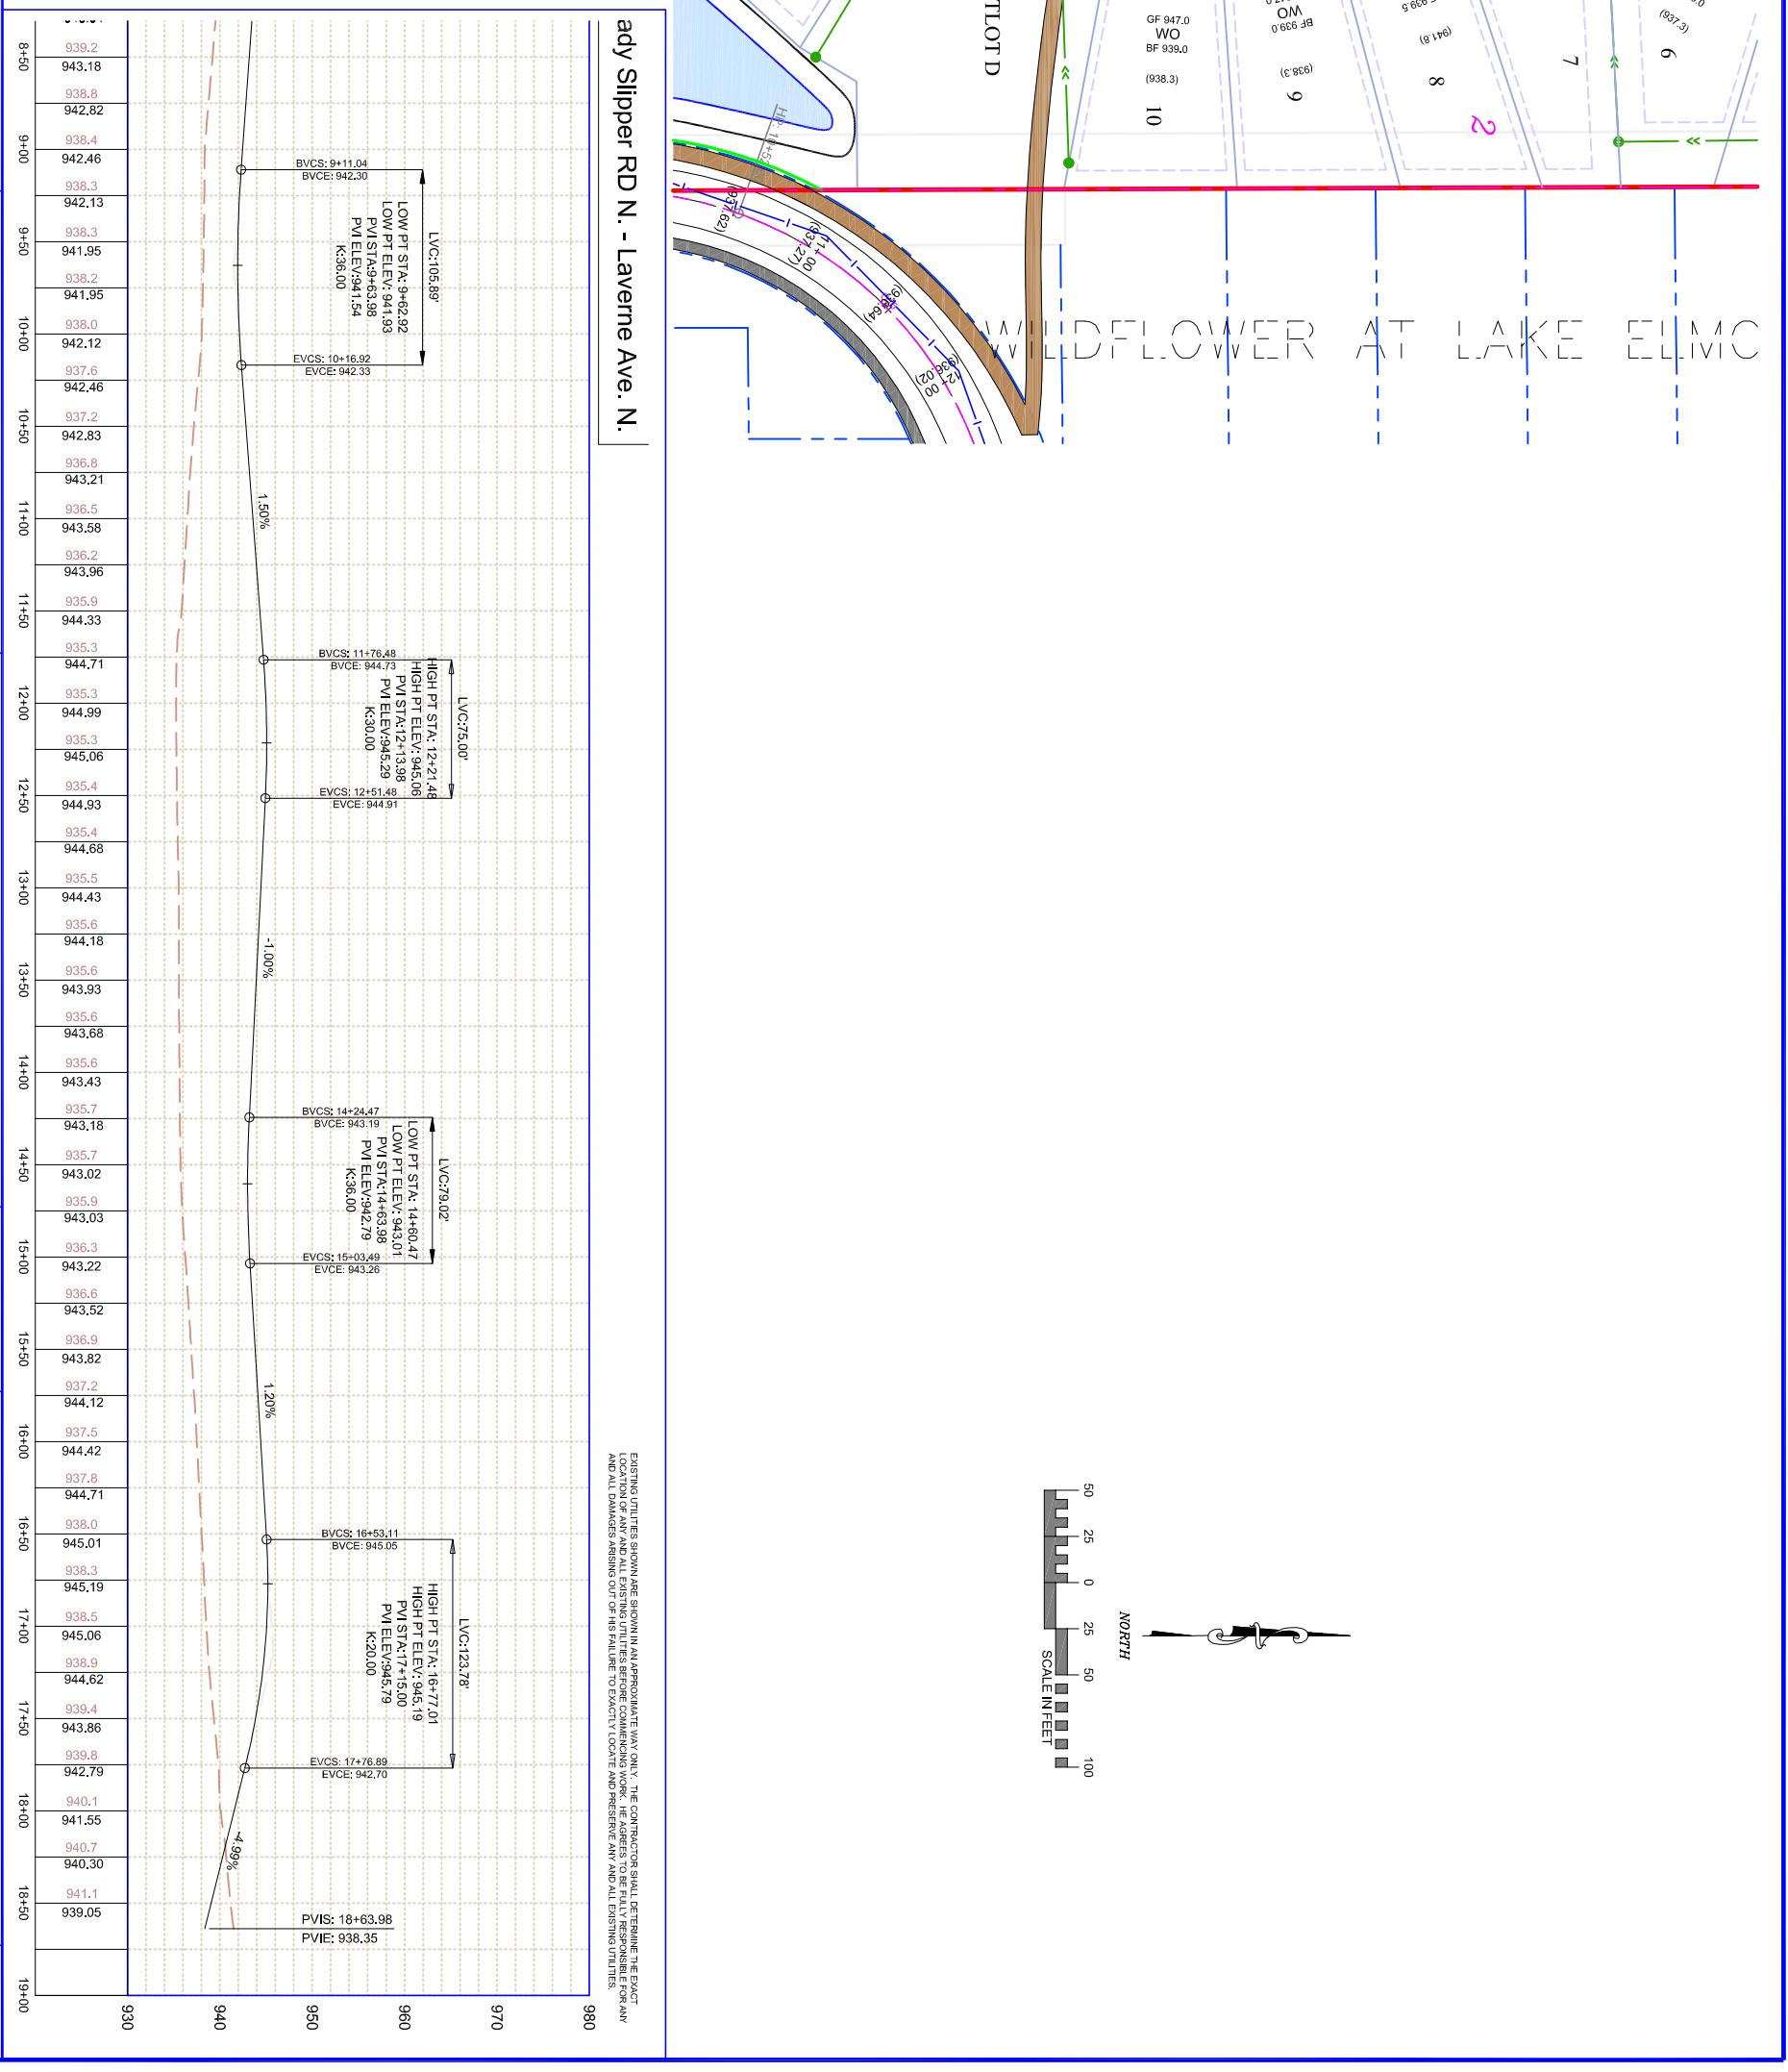 ady Slipper RD N. - Laverne Ave. N.
TLOT D
GF 947.0
WO
BF 939.0
(938.3)
10
WO
BF 939.0
(938.3)
9
939.5
(941.8)
8
7
(937.3)
6
2
(937.62)
11+00
(937.27)
(936.64)
12+00
(936.02)
WILDFLOWER AT LAKE ELMO
NORTH
50 25 0 25 50 100
SCALE IN FEET
EXISTING UTILITIES SHOWN ARE SHOWN IN AN APPROXIMATE WAY ONLY. THE CONTRACTOR SHALL DETERMINE THE EXACT
LOCATION OF ANY AND ALL EXISTING UTILITIES BEFORE COMMENCING WORK. HE AGREES TO BE FULLY RESPONSIBLE FOR ANY
AND ALL DAMAGES ARISING OUT OF HIS FAILURE TO EXACTLY LOCATE AND PRESERVE ANY AND ALL EXISTING UTILITIES.
LVC:105.89'
BVCS: 9+11.04
BVCE: 942.30
LOW PT STA: 9+62.92
LOW PT ELEV: 941.93
PVI STA:9+63.98
PVI ELEV:941.54
K:36.00
EVCS: 10+16.92
EVCE: 942.33
1.50%
LVC:75.00'
BVCS: 11+76.48
BVCE: 944.73
HIGH PT STA: 12+21.48
HIGH PT ELEV: 945.06
PVI STA:12+13.98
PVI ELEV:945.29
K:30.00
EVCS: 12+51.48
EVCE: 944.91
-1.00%
LVC:79.02'
BVCS: 14+24.47
BVCE: 943.19
LOW PT STA: 14+60.47
LOW PT ELEV: 943.01
PVI STA:14+63.98
PVI ELEV:942.79
K:36.00
EVCS: 15+03.49
EVCE: 943.26
1.20%
LVC:123.78'
BVCS: 16+53.11
BVCE: 945.05
HIGH PT STA: 16+77.01
HIGH PT ELEV: 945.19
PVI STA:17+15.00
PVI ELEV:945.79
K:20.00
EVCS: 17+76.89
EVCE: 942.70
-4.99%
PVIS: 18+63.98
PVIE: 938.35
980
970
960
950
940
930
939.2 938.8 938.4 938.3 938.3 938.2 938.0 937.6 937.2 936.8 936.5 936.2 935.9 935.3 935.3 935.3 935.4 935.4 935.5 935.6 935.6 935.6 935.6 935.7 935.7 935.9 936.3 936.6 936.9 937.2 937.5 937.8 938.0 938.3 938.5 938.9 939.4 939.8 940.1 940.7 941.1
943.18 942.82 942.46 942.13 941.95 941.95 942.12 942.46 942.83 943.21 943.58 943.96 944.33 944.71 944.99 945.06 944.93 944.68 944.43 944.18 943.93 943.68 943.43 943.18 943.02 943.03 943.22 943.52 943.82 944.12 944.42 944.71 945.01 945.19 945.06 944.62 943.86 942.79 941.55 940.30 939.05
8+50 9+00 9+50 10+00 10+50 11+00 11+50 12+00 12+50 13+00 13+50 14+00 14+50 15+00 15+50 16+00 16+50 17+00 17+50 18+00 18+50 19+00